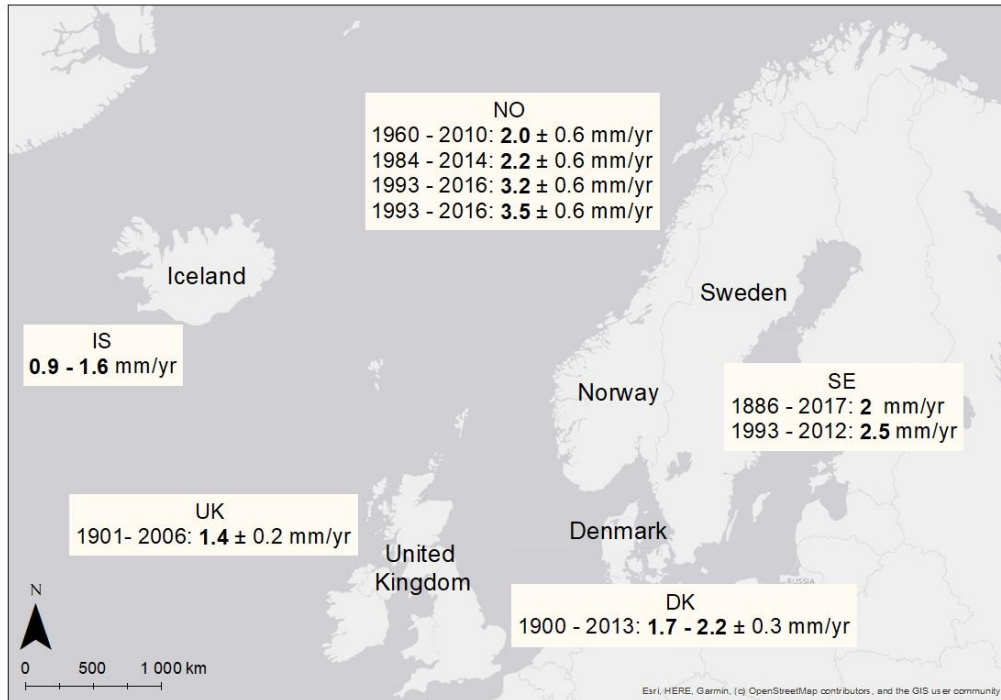 NO
1960 - 2010: 2.0 ± 0.6 mm/yr
1984 - 2014: 2.2 ± 0.6 mm/yr
1993 - 2016: 3.2 ± 0.6 mm/yr
1993 - 2016: 3.5 ± 0.6 mm/yr
Iceland
Sweden
IS
0.9 - 1.6 mm/yr
Norway
SE
1886 - 2017: 2 mm/yr
1993 - 2012: 2.5 mm/yr
UK
1901- 2006: 1.4 ± 0.2 mm/yr
Denmark
United
Kingdom
RUSSIA
DK
1900 - 2013: 1.7 - 2.2 ± 0.3 mm/yr
N
0 500 1 000 km
Esri, HERE, Garmin, (c) OpenStreetMap contributors, and the GIS user community